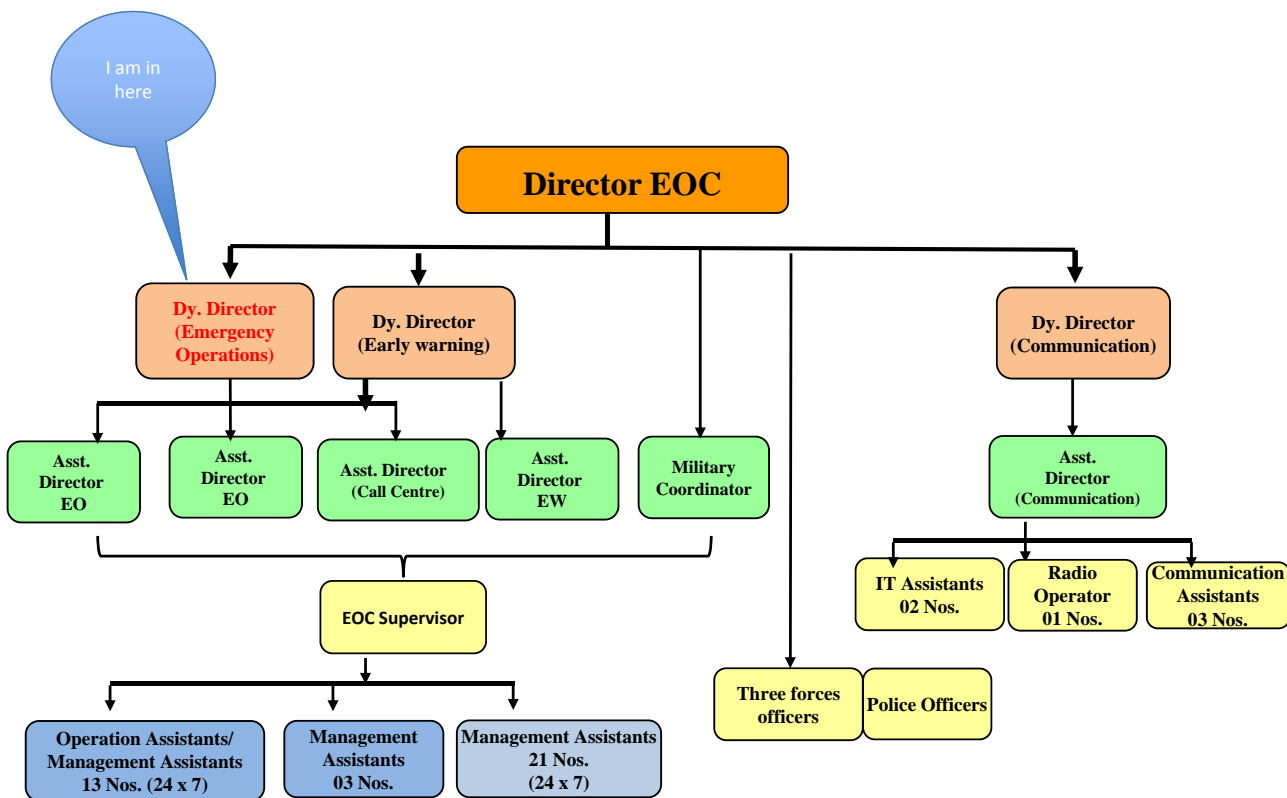 I am in
here
Director EOC
Dy. Director
(Emergency
Operations)
Dy. Director
(Early warning)
Dy. Director
(Communication)
Asst.
Director
EO
Asst.
Director
EO
Asst. Director
(Call Centre)
Asst.
Director
EW
Military
Coordinator
Asst.
Director
(Communication)
IT Assistants
02 Nos.
Radio
Operator
01 Nos.
Communication
Assistants
03 Nos.
EOC Supervisor
Three forces
officers
Police Officers
Operation Assistants/
Management Assistants
13 Nos. (24 x 7)
Management
Assistants
03 Nos.
Management Assistants
21 Nos.
(24 x 7)